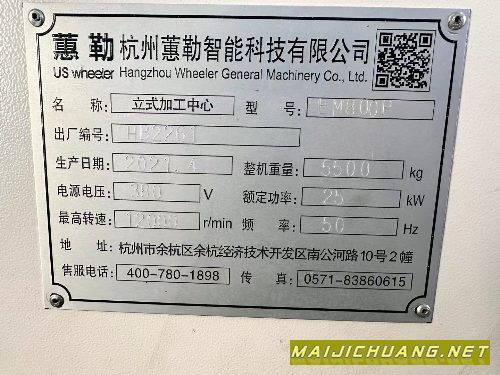 蕙勒 杭州蕙勒智能科技有限公司
US wheeler Hangzhou Wheeler General Machinery Co., Ltd.
名 称: 立式加工中心 型 号:
出厂编号: HP2261
生产日期: 2021.4 整机重量: 5500 kg
电源电压: 380 V 额定功率: 25 kW
最高转速: 12000 r/min 频 率: 50 Hz
地 址: 杭州市余杭区余杭经济技术开发区南公河路10号2幢
售服电话: 400-780-1898 传 真: 0571-83860615
MAIJICHUANG.NET